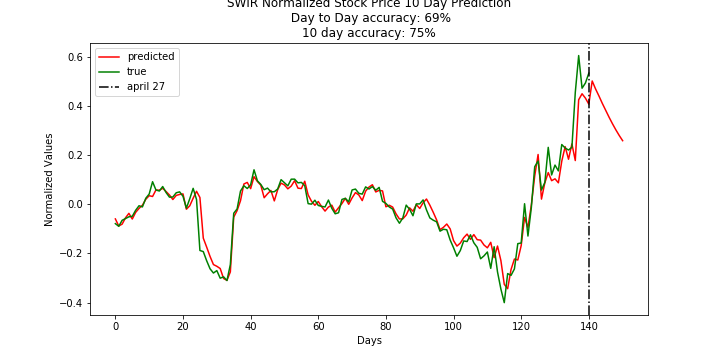 SWIR Normalized Stock Price 10 Day Prediction
Day to Day accuracy: 69%
10 day accuracy: 75%
predicted
true
april 27
0.6
0.4
0.2
0.0
−0.2
−0.4
Normalized Values
0 20 40 60 80 100 120 140
Days